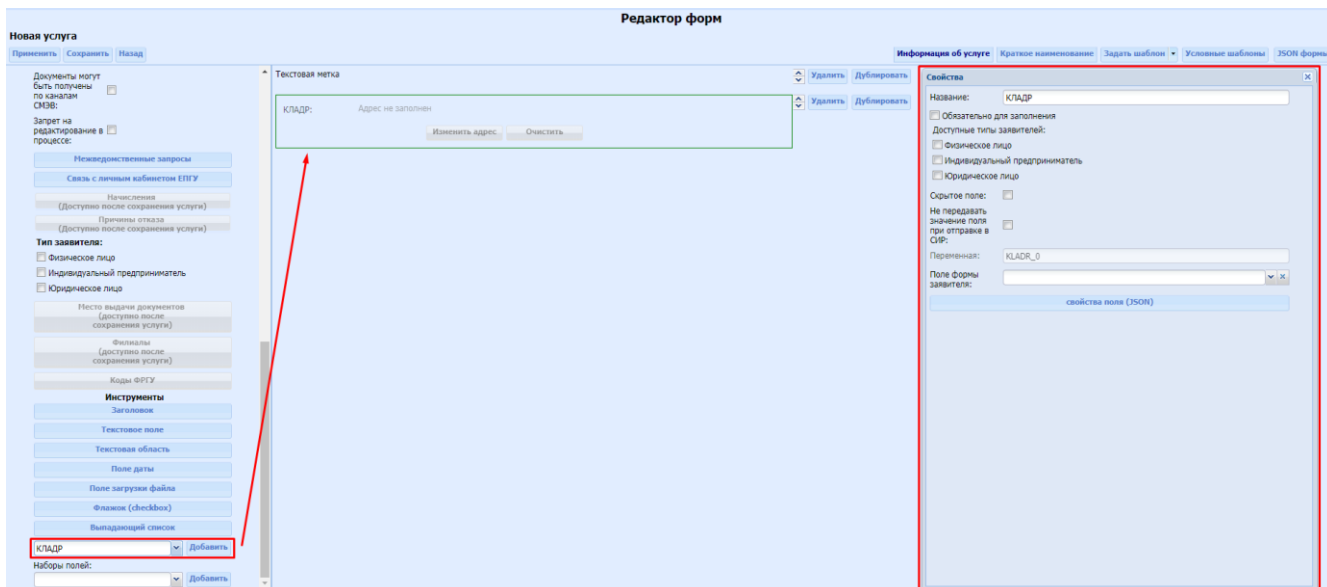 Редактор форм
Новая услуга
Применить Сохранить Назад
Информация об услуге Краткое наименование Задать шаблон Условные шаблоны JSON формы
Документы могут
быть получены
по каналам
СМЭВ:
Запрет на
редактирование в
процессе:
Межведомственные запросы
Связь с личным кабинетом ЕПГУ
Начисления
(Доступно после сохранения услуги)
Причины отказа
(Доступно после сохранения услуги)
Тип заявителя:
Физическое лицо
Индивидуальный предприниматель
Юридическое лицо
Место выдачи документов
(доступно после
сохранения услуги)
Филиалы
(доступно после
сохранения услуги)
Коды ФРГУ
Инструменты
Заголовок
Текстовое поле
Текстовая область
Поле даты
Поле загрузки файла
Флажок (checkbox)
Выпадающий список
КЛАДР Добавить
Наборы полей:
Добавить
Текстовая метка Удалить Дублировать
КЛАДР: Адрес не заполнен Удалить Дублировать
Изменить адрес Очистить
Свойства
Название: КЛАДР
Обязательно для заполнения
Доступные типы заявителей:
Физическое лицо
Индивидуальный предприниматель
Юридическое лицо
Скрытое поле:
Не передавать
значение поля
при отправке в
СИР:
Переменная: KLADR_0
Поле формы
заявителя:
свойства поля (JSON)